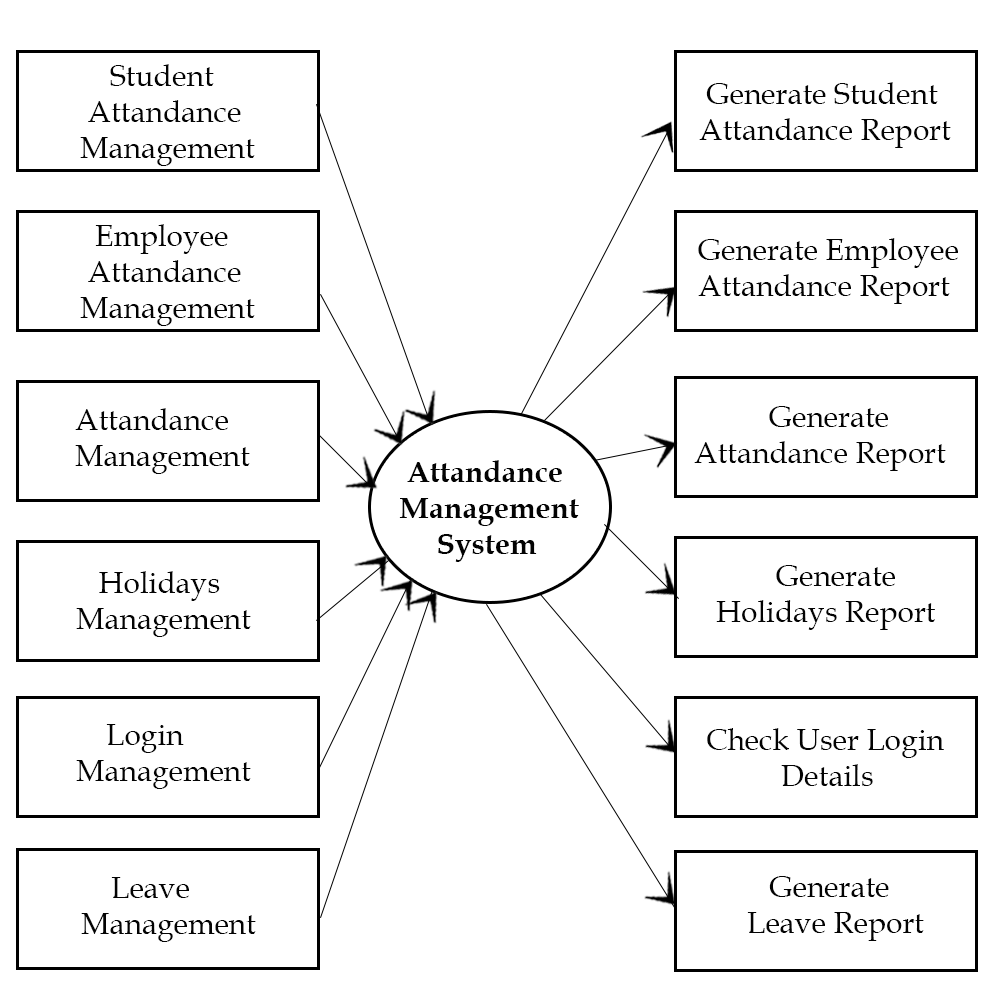 Student
Attandance
Management
Employee
Attandance
Management
Attandance
Management
Holidays
Management
Login
Management
Leave
Management
Attandance
Management
System
Generate Student
Attandance Report
Generate Employee
Attandance Report
Generate
Attandance Report
Generate
Holidays Report
Check User Login
Details
Generate
Leave Report